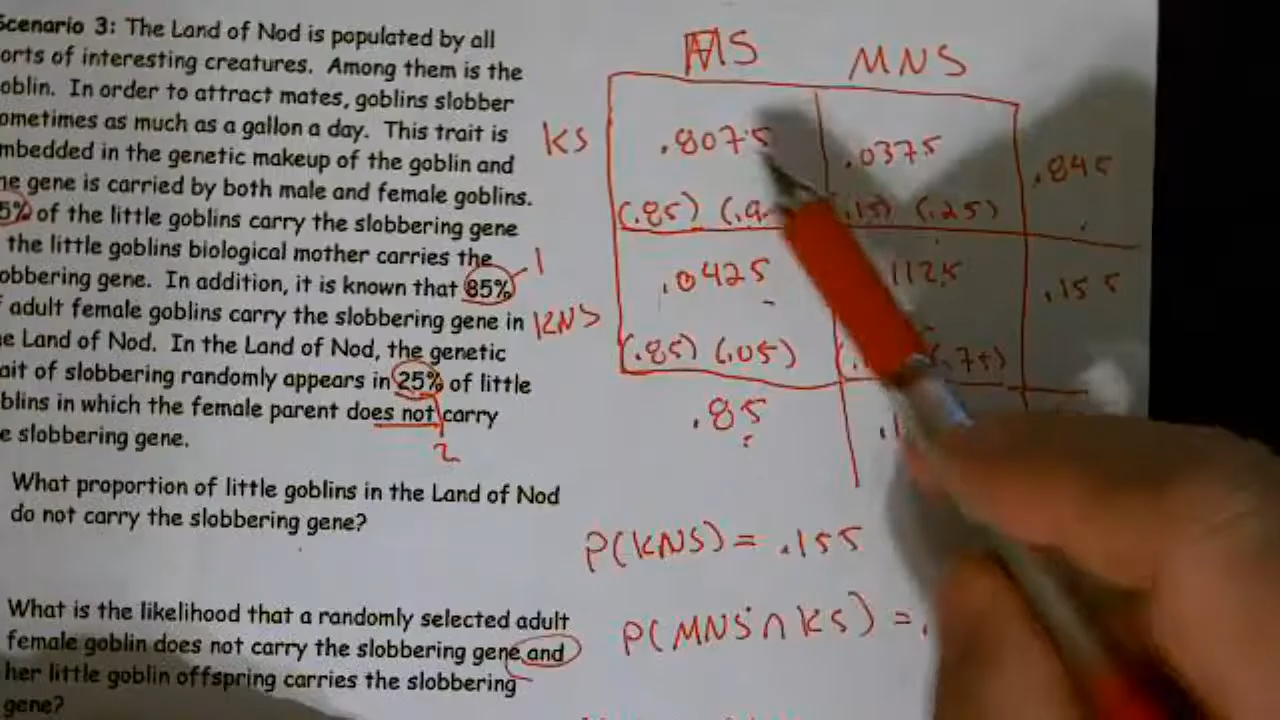 Scenario 3: The Land of Nod is populated by all
orts of interesting creatures. Among them is the
oblin. In order to attract mates, goblins slobber
ometimes as much as a gallon a day. This trait is
mbedded in the genetic makeup of the goblin and
he gene is carried by both male and female goblins.
5% of the little goblins carry the slobbering gene
the little goblins biological mother carries the
obbering gene. In addition, it is known that 85%
f adult female goblins carry the slobbering gene in
he Land of Nod. In the Land of Nod, the genetic
ait of slobbering randomly appears in 25% of little
blins in which the female parent does not carry
e slobbering gene.
1
2
What proportion of little goblins in the Land of Nod
do not carry the slobbering gene?
What is the likelihood that a randomly selected adult
female goblin does not carry the slobbering gene and
her little goblin offspring carries the slobbering
gene?
MS MNS
KS .8075 .0375 .845
(.85) (.9 .15) (.25)
KNS .0425 1125 .155
(.85) (.05) (. .75)
.85 .1
P(KNS) = .155
P(MNS ∩ KS) = .